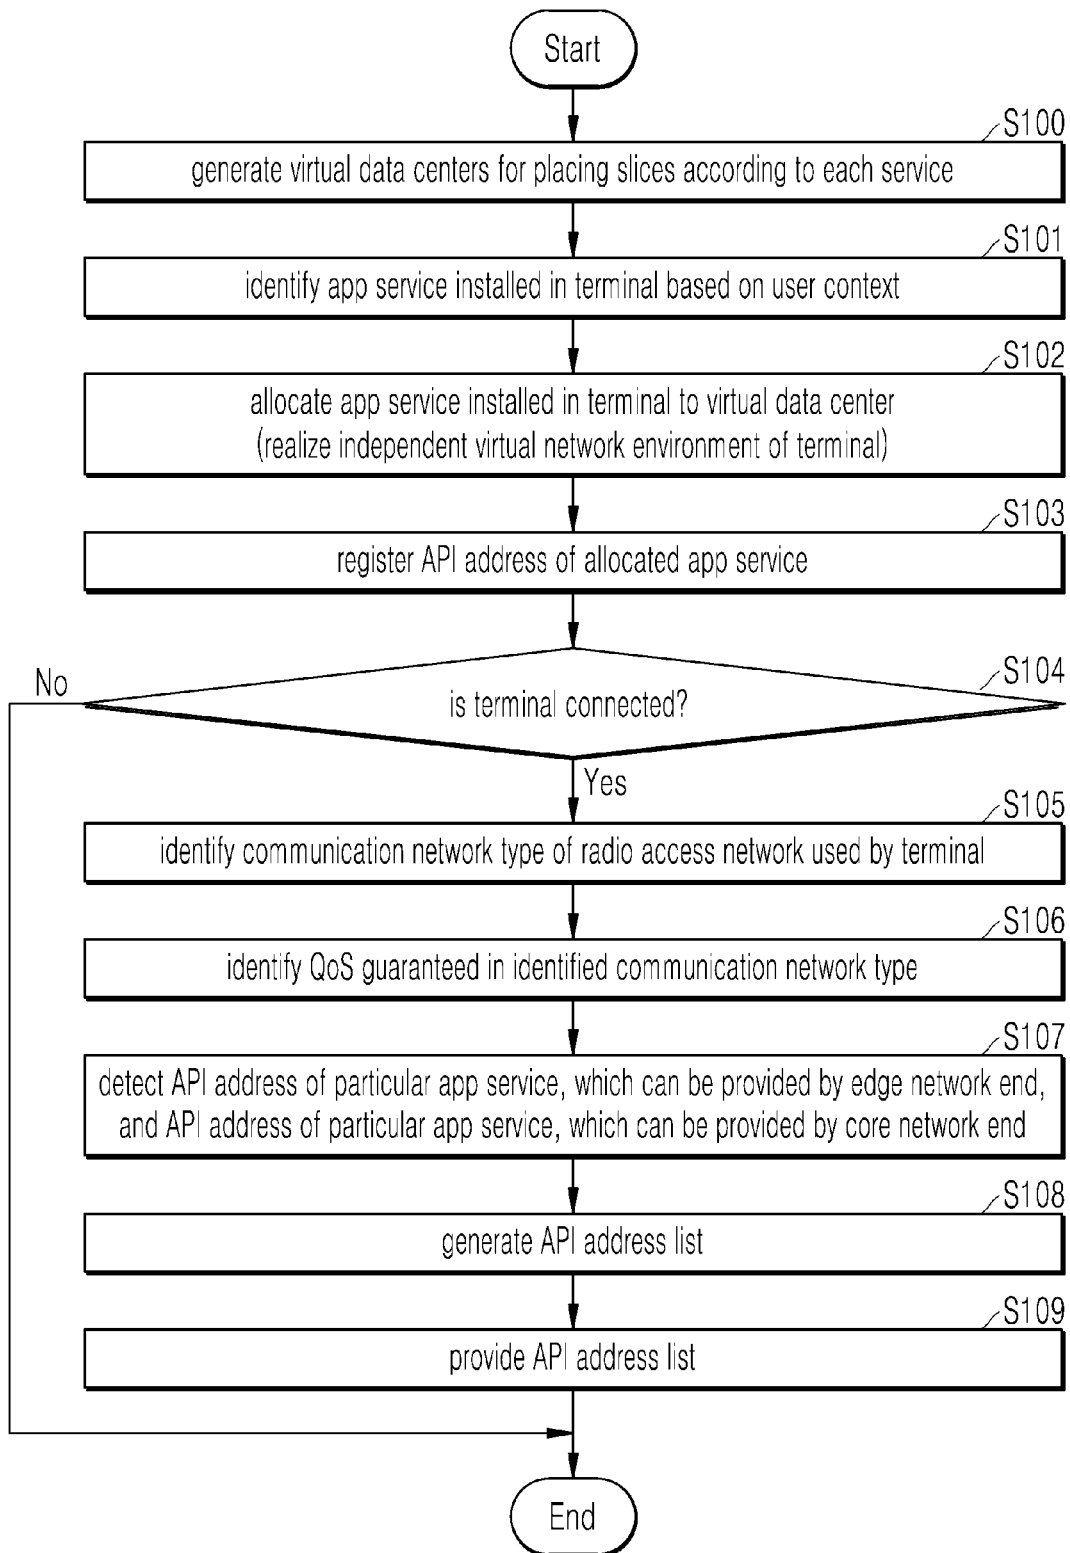 Start
S100
generate virtual data centers for placing slices according to each service
S101
identify app service installed in terminal based on user context
S102
allocate app service installed in terminal to virtual data center
(realize independent virtual network environment of terminal)
S103
register API address of allocated app service
S104
No
is terminal connected?
Yes
S105
identify communication network type of radio access network used by terminal
S106
identify QoS guaranteed in identified communication network type
S107
detect API address of particular app service, which can be provided by edge network end,
and API address of particular app service, which can be provided by core network end
S108
generate API address list
S109
provide API address list
End